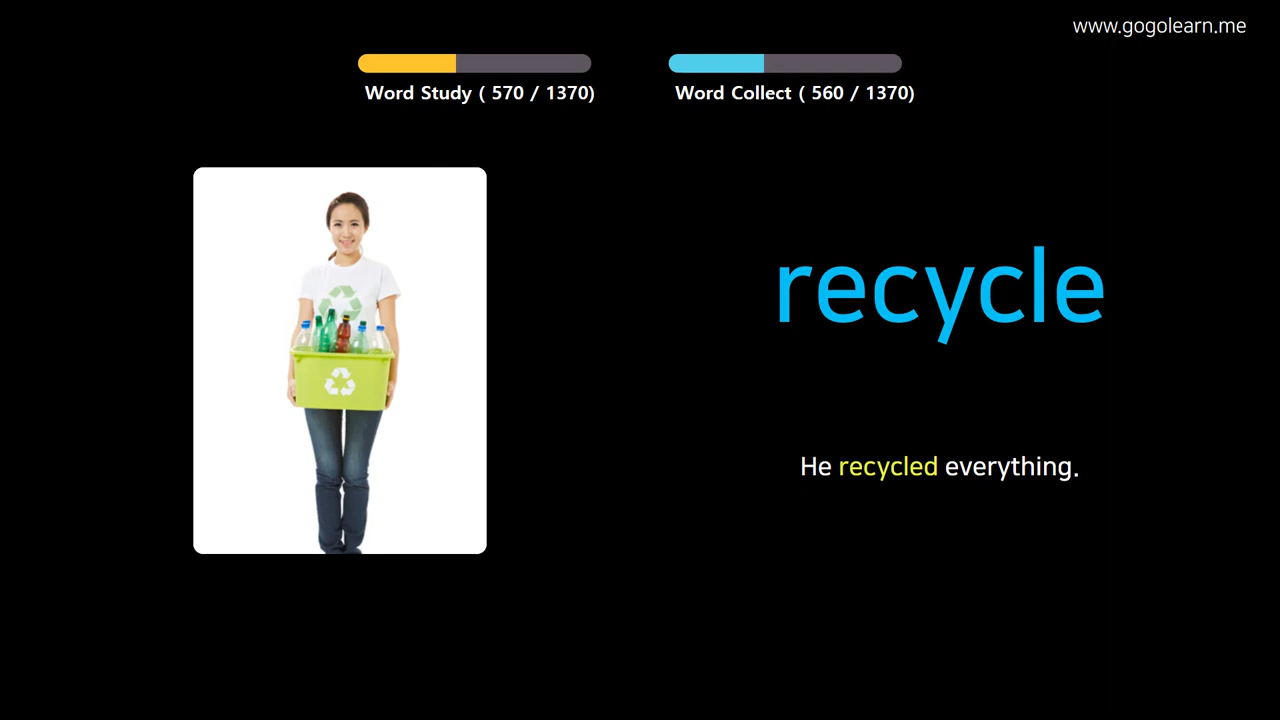 www.gogolearn.me
Word Study ( 570 / 1370)
Word Collect ( 560 / 1370)
recycle
He recycled everything.